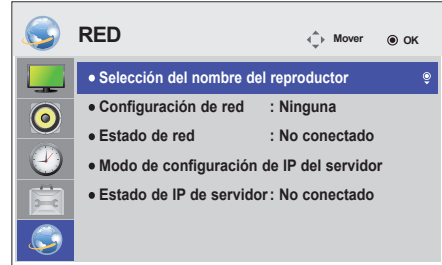 RED
Mover OK
• Selección del nombre del reproductor
• Configuración de red : Ninguna
• Estado de red : No conectado
• Modo de configuración de IP del servidor
• Estado de IP de servidor : No conectado